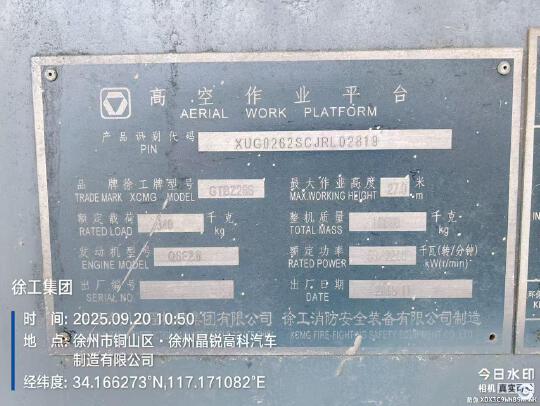 高空作业平台
AERIAL WORK PLATFORM
产品识别代码
PIN
XUG0262SCJRL02819
品牌徐工牌型号
TRADE MARK XCMG MODEL
最大作业高度 米
MAX.WORKING HEIGHT m
额定载荷 千克
RATED LOAD kg
整机质量 千克
TOTAL MASS kg
发动机型号
ENGINE MODEL
额定功率 千瓦(转/分钟)
RATED POWER kW(r/min)
出厂编号
SERIAL NO
出厂日期
DATE
集团有限公司 徐工消防安全装备有限公司制造
徐工集团
时 间: 2025.09.20 10:50
地 点: 徐州市铜山区·徐州晶锐高科汽车
制造有限公司
经纬度: 34.166273°N,117.171082°E
今日水印
相机